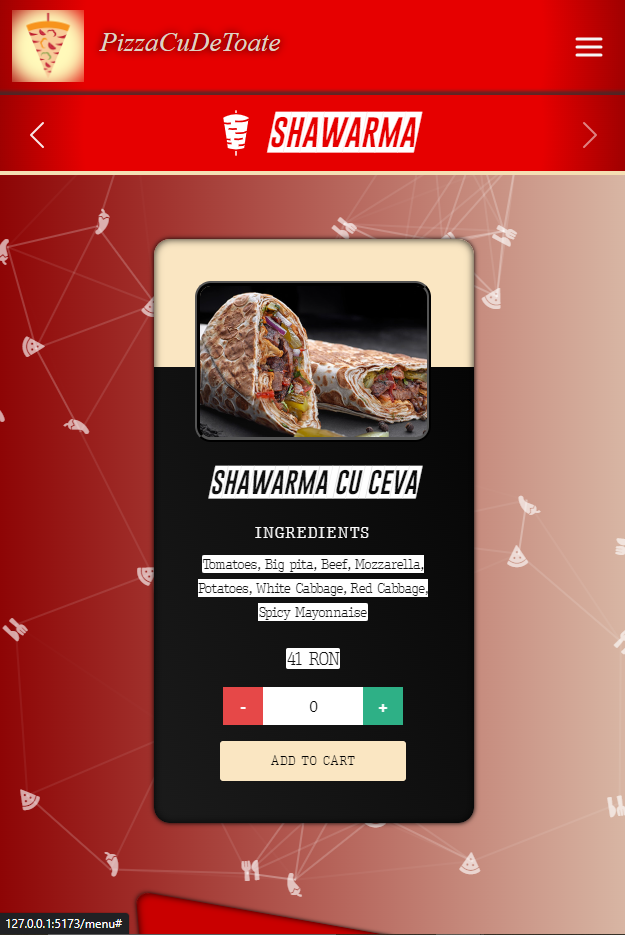 PizzaCuDeToate
SHAWARMA
SHAWARMA CU CEVA
INGREDIENTS
Tomatoes, Big pita, Beef, Mozzarella,
Potatoes, White Cabbage, Red Cabbage,
Spicy Mayonnaise
41 RON
- 0 +
ADD TO CART
127.0.0.1:5173/menu#